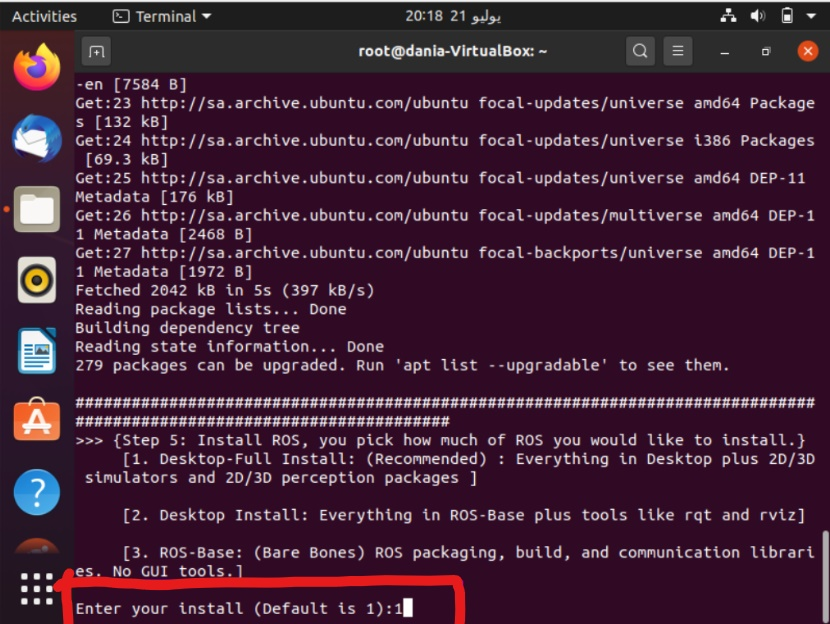 Activities
Terminal
20:18 21 يوليو
root@dania-VirtualBox: ~
-en [7584 B]
Get:23 http://sa.archive.ubuntu.com/ubuntu focal-updates/universe amd64 Package
s [132 kB]
Get:24 http://sa.archive.ubuntu.com/ubuntu focal-updates/universe i386 Packages
[69.3 kB]
Get:25 http://sa.archive.ubuntu.com/ubuntu focal-updates/universe amd64 DEP-11
Metadata [176 kB]
Get:26 http://sa.archive.ubuntu.com/ubuntu focal-updates/multiverse amd64 DEP-1
1 Metadata [2468 B]
Get:27 http://sa.archive.ubuntu.com/ubuntu focal-backports/universe amd64 DEP-1
1 Metadata [1972 B]
Fetched 2042 kB in 5s (397 kB/s)
Reading package lists... Done
Building dependency tree
Reading state information... Done
279 packages can be upgraded. Run 'apt list --upgradable' to see them.
###############################################################################
########################################
>>> {Step 5: Install ROS, you pick how much of ROS you would like to install.}
[1. Desktop-Full Install: (Recommended) : Everything in Desktop plus 2D/3D
simulators and 2D/3D perception packages ]
[2. Desktop Install: Everything in ROS-Base plus tools like rqt and rviz]
[3. ROS-Base: (Bare Bones) ROS packaging, build, and communication librari
es. No GUI tools.]
Enter your install (Default is 1):1